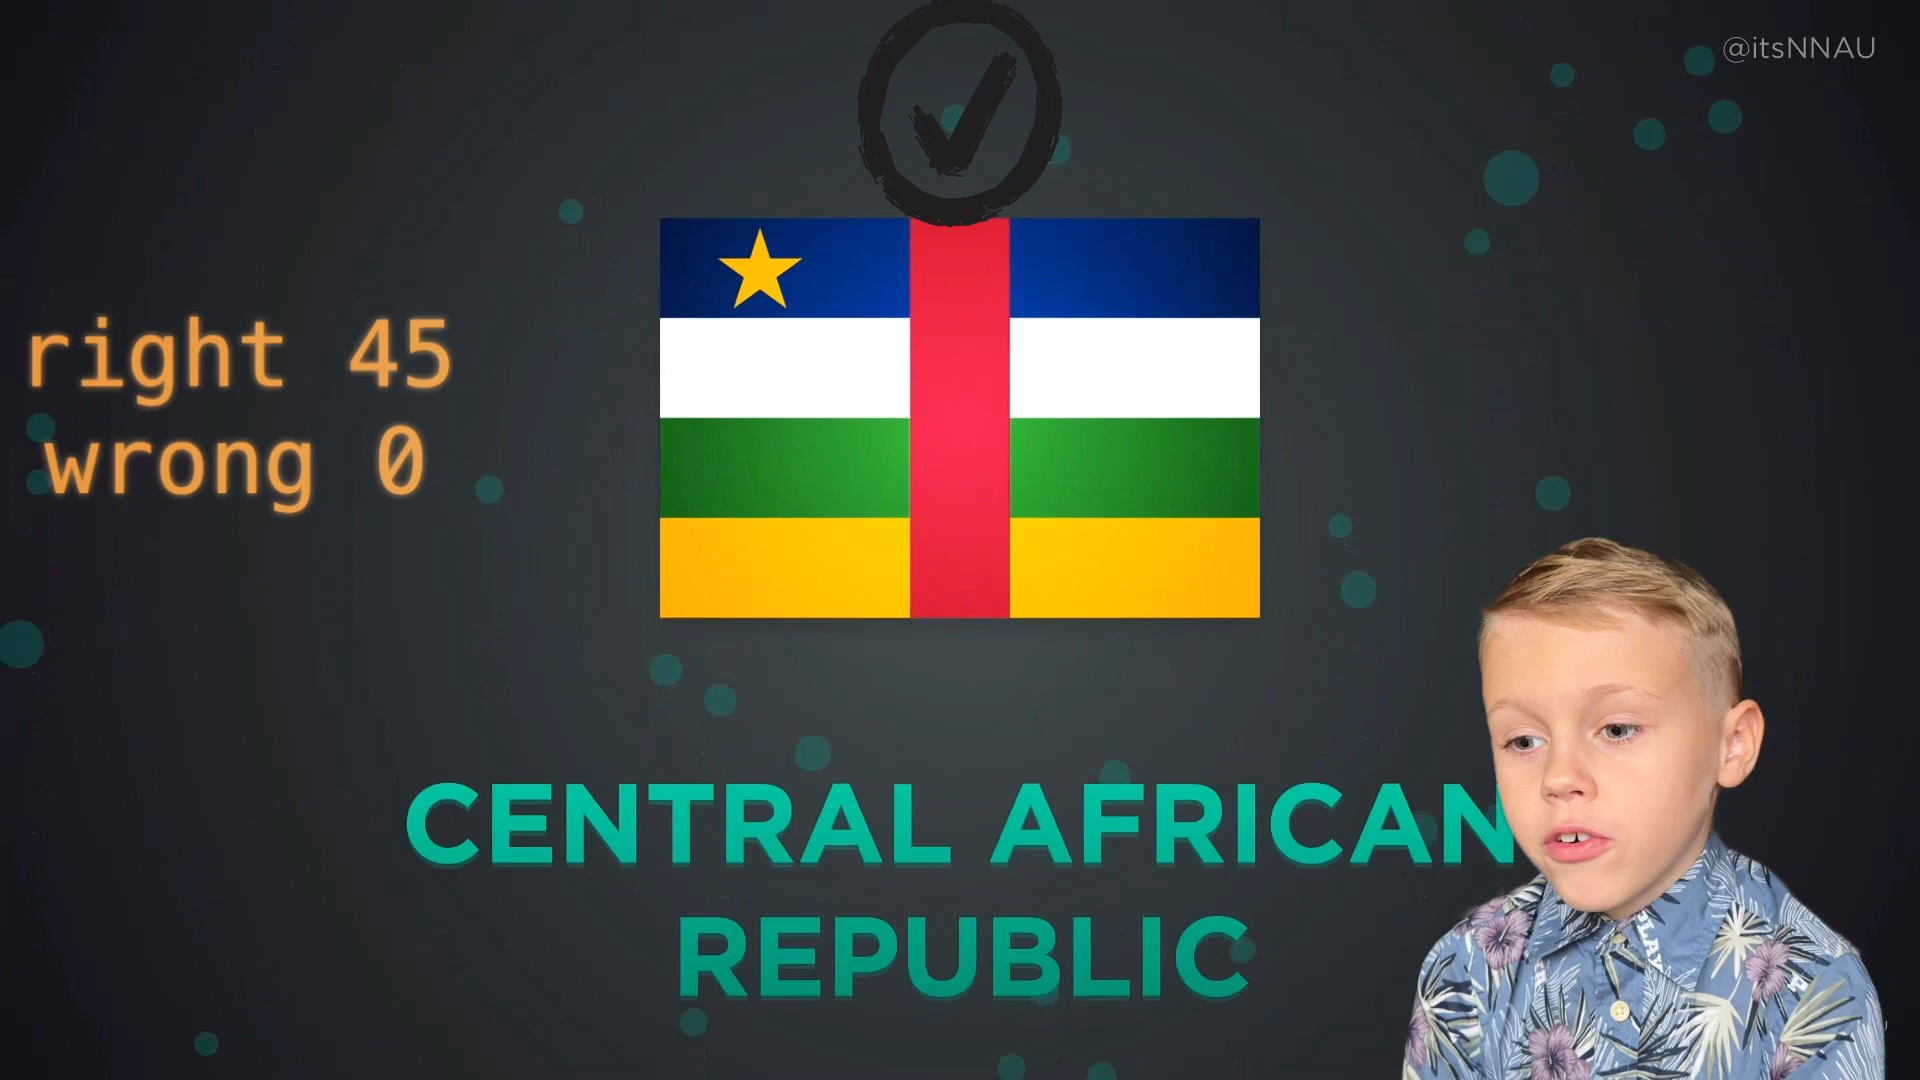 @itsNNAU
right 45
wrong 0
CENTRAL AFRICAN
REPUBLIC